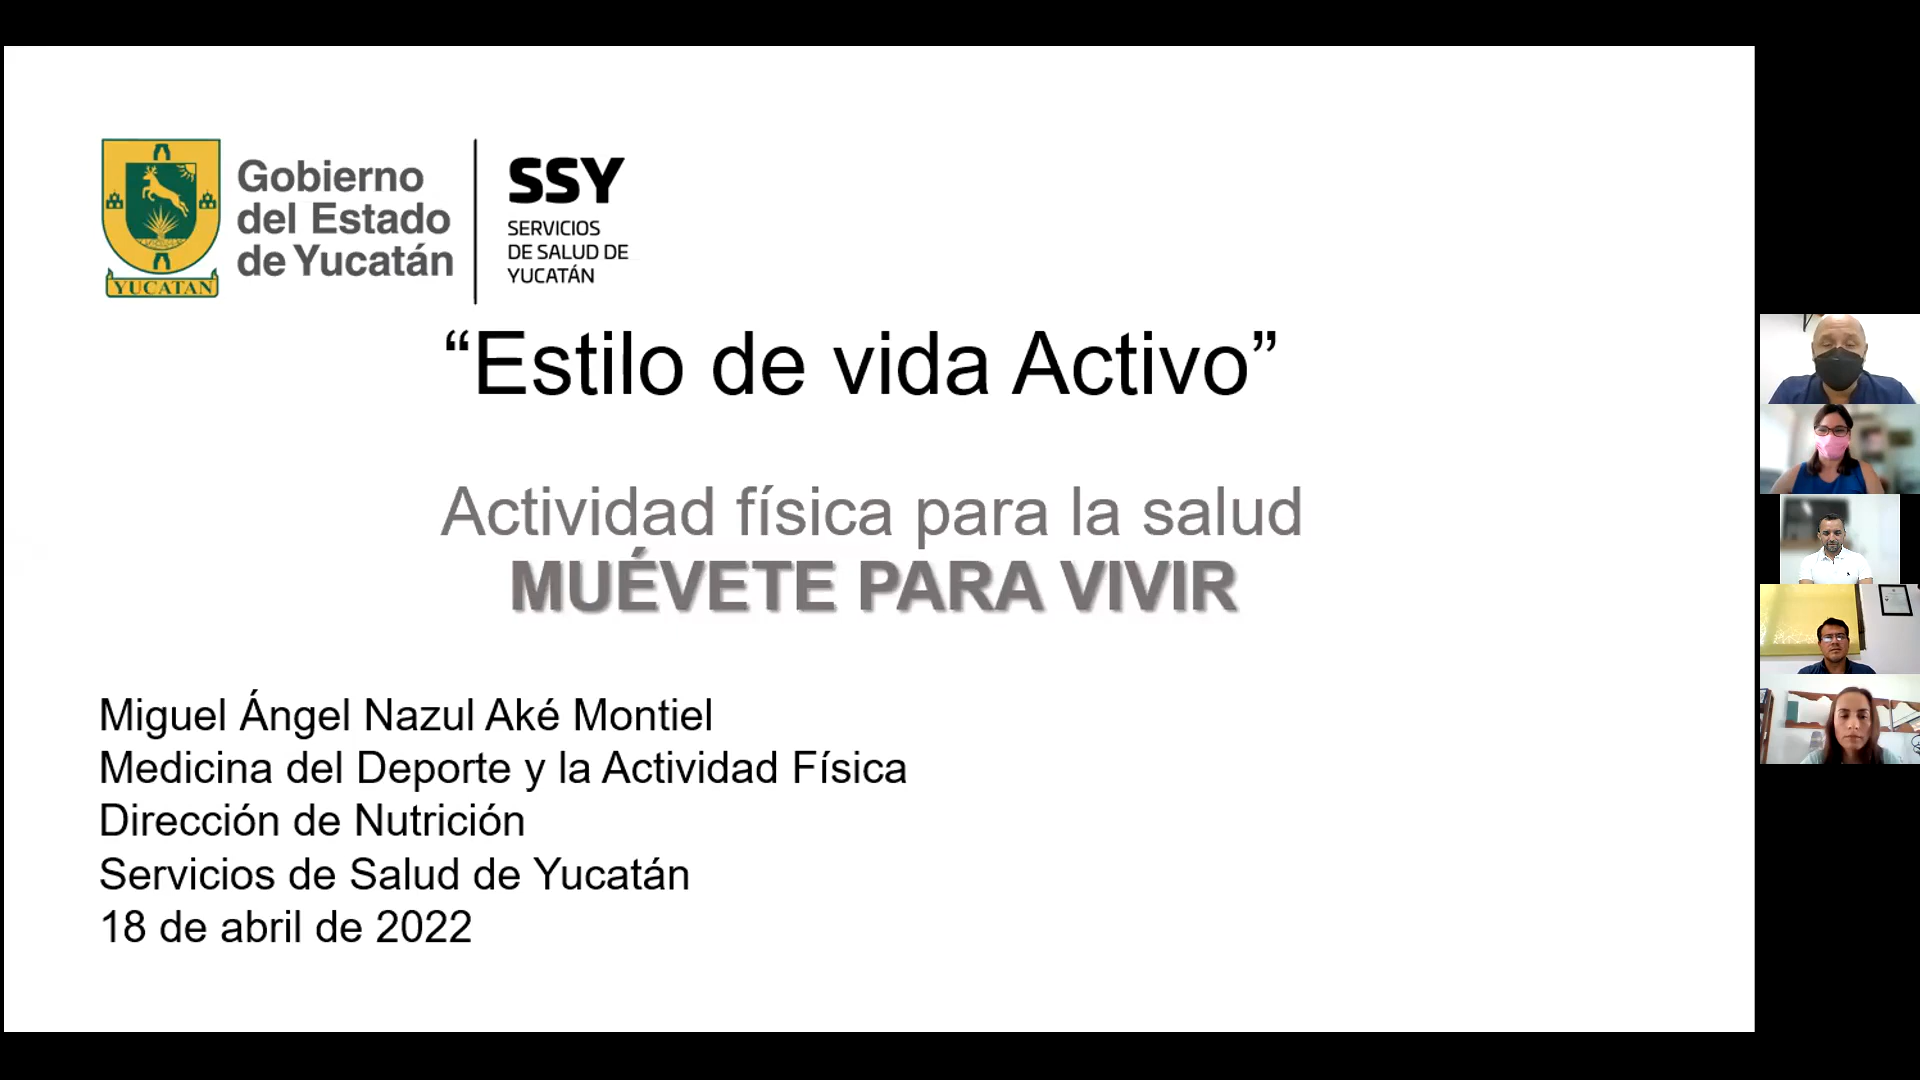 YUCATAN
Gobierno
del Estado
de Yucatán
SSY
SERVICIOS
DE SALUD DE
YUCATÁN
“Estilo de vida Activo”
Actividad física para la salud
MUÉVETE PARA VIVIR
Miguel Ángel Nazul Aké Montiel
Medicina del Deporte y la Actividad Física
Dirección de Nutrición
Servicios de Salud de Yucatán
18 de abril de 2022